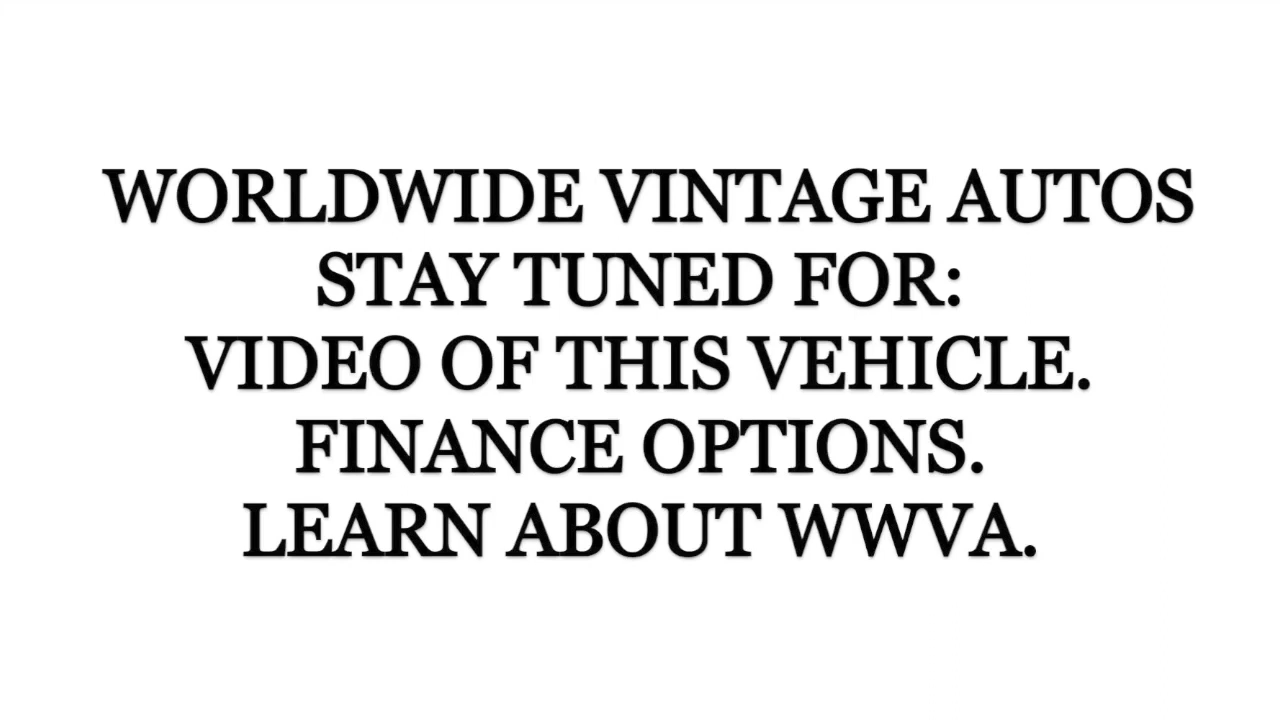 WORLDWIDE VINTAGE AUTOS
STAY TUNED FOR:
VIDEO OF THIS VEHICLE.
FINANCE OPTIONS.
LEARN ABOUT WWVA.